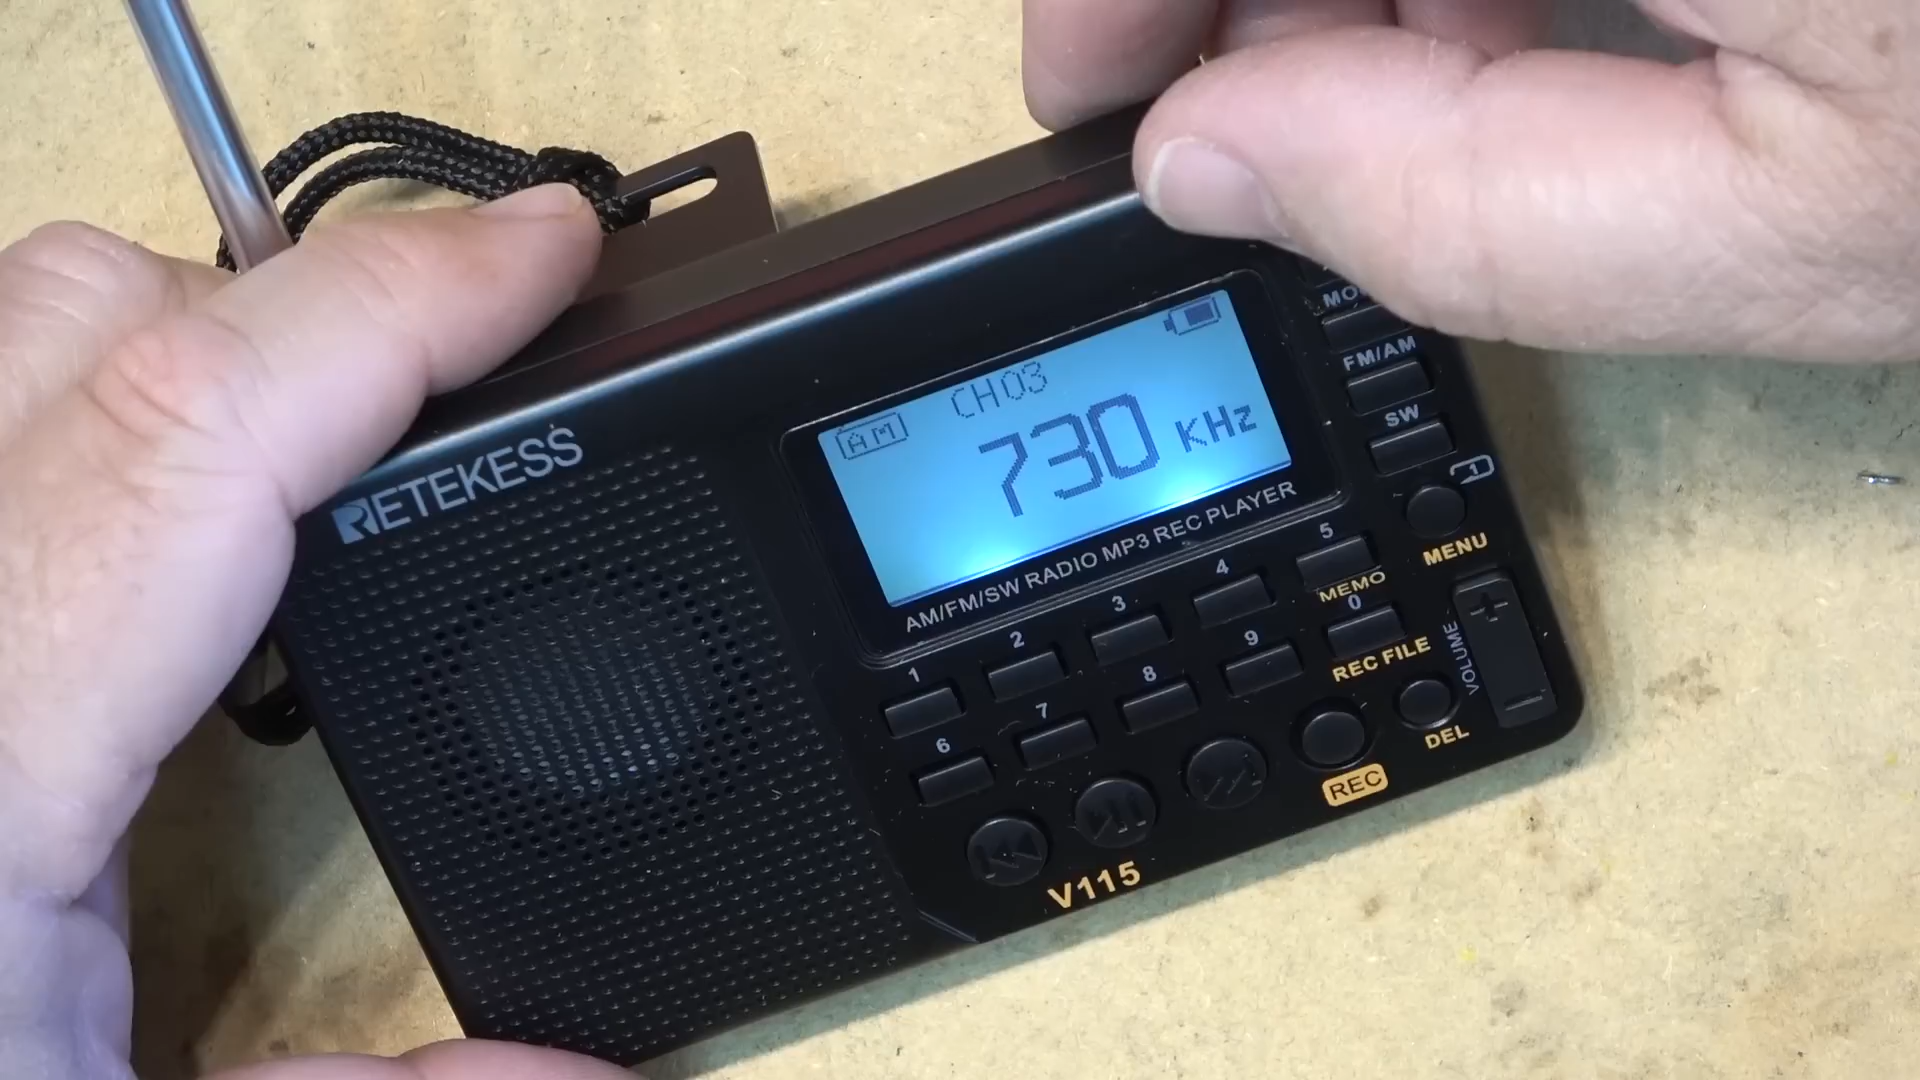 RETEKESS
AM
CH03
730 KHz
AM/FM/SW RADIO MP3 REC PLAYER
FM/AM
SW
1
MENU
1
2
3
4
5
MEMO
6
7
8
9
0
REC FILE
VOLUME
+
–
DEL
REC
V115